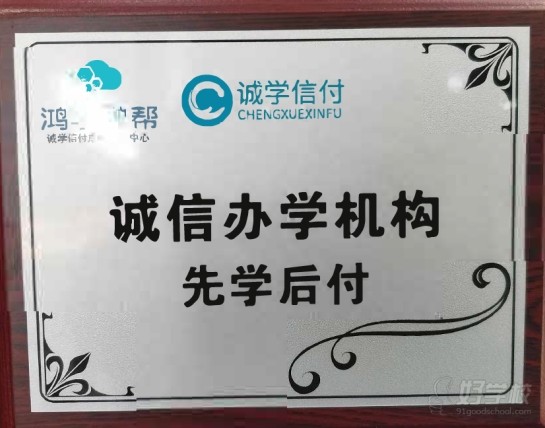 诚学信付
CHENGXUEXINFU
鸿 帮
诚学信付 中心
诚信办学机构
先学后付
好学校
91goodschool.com